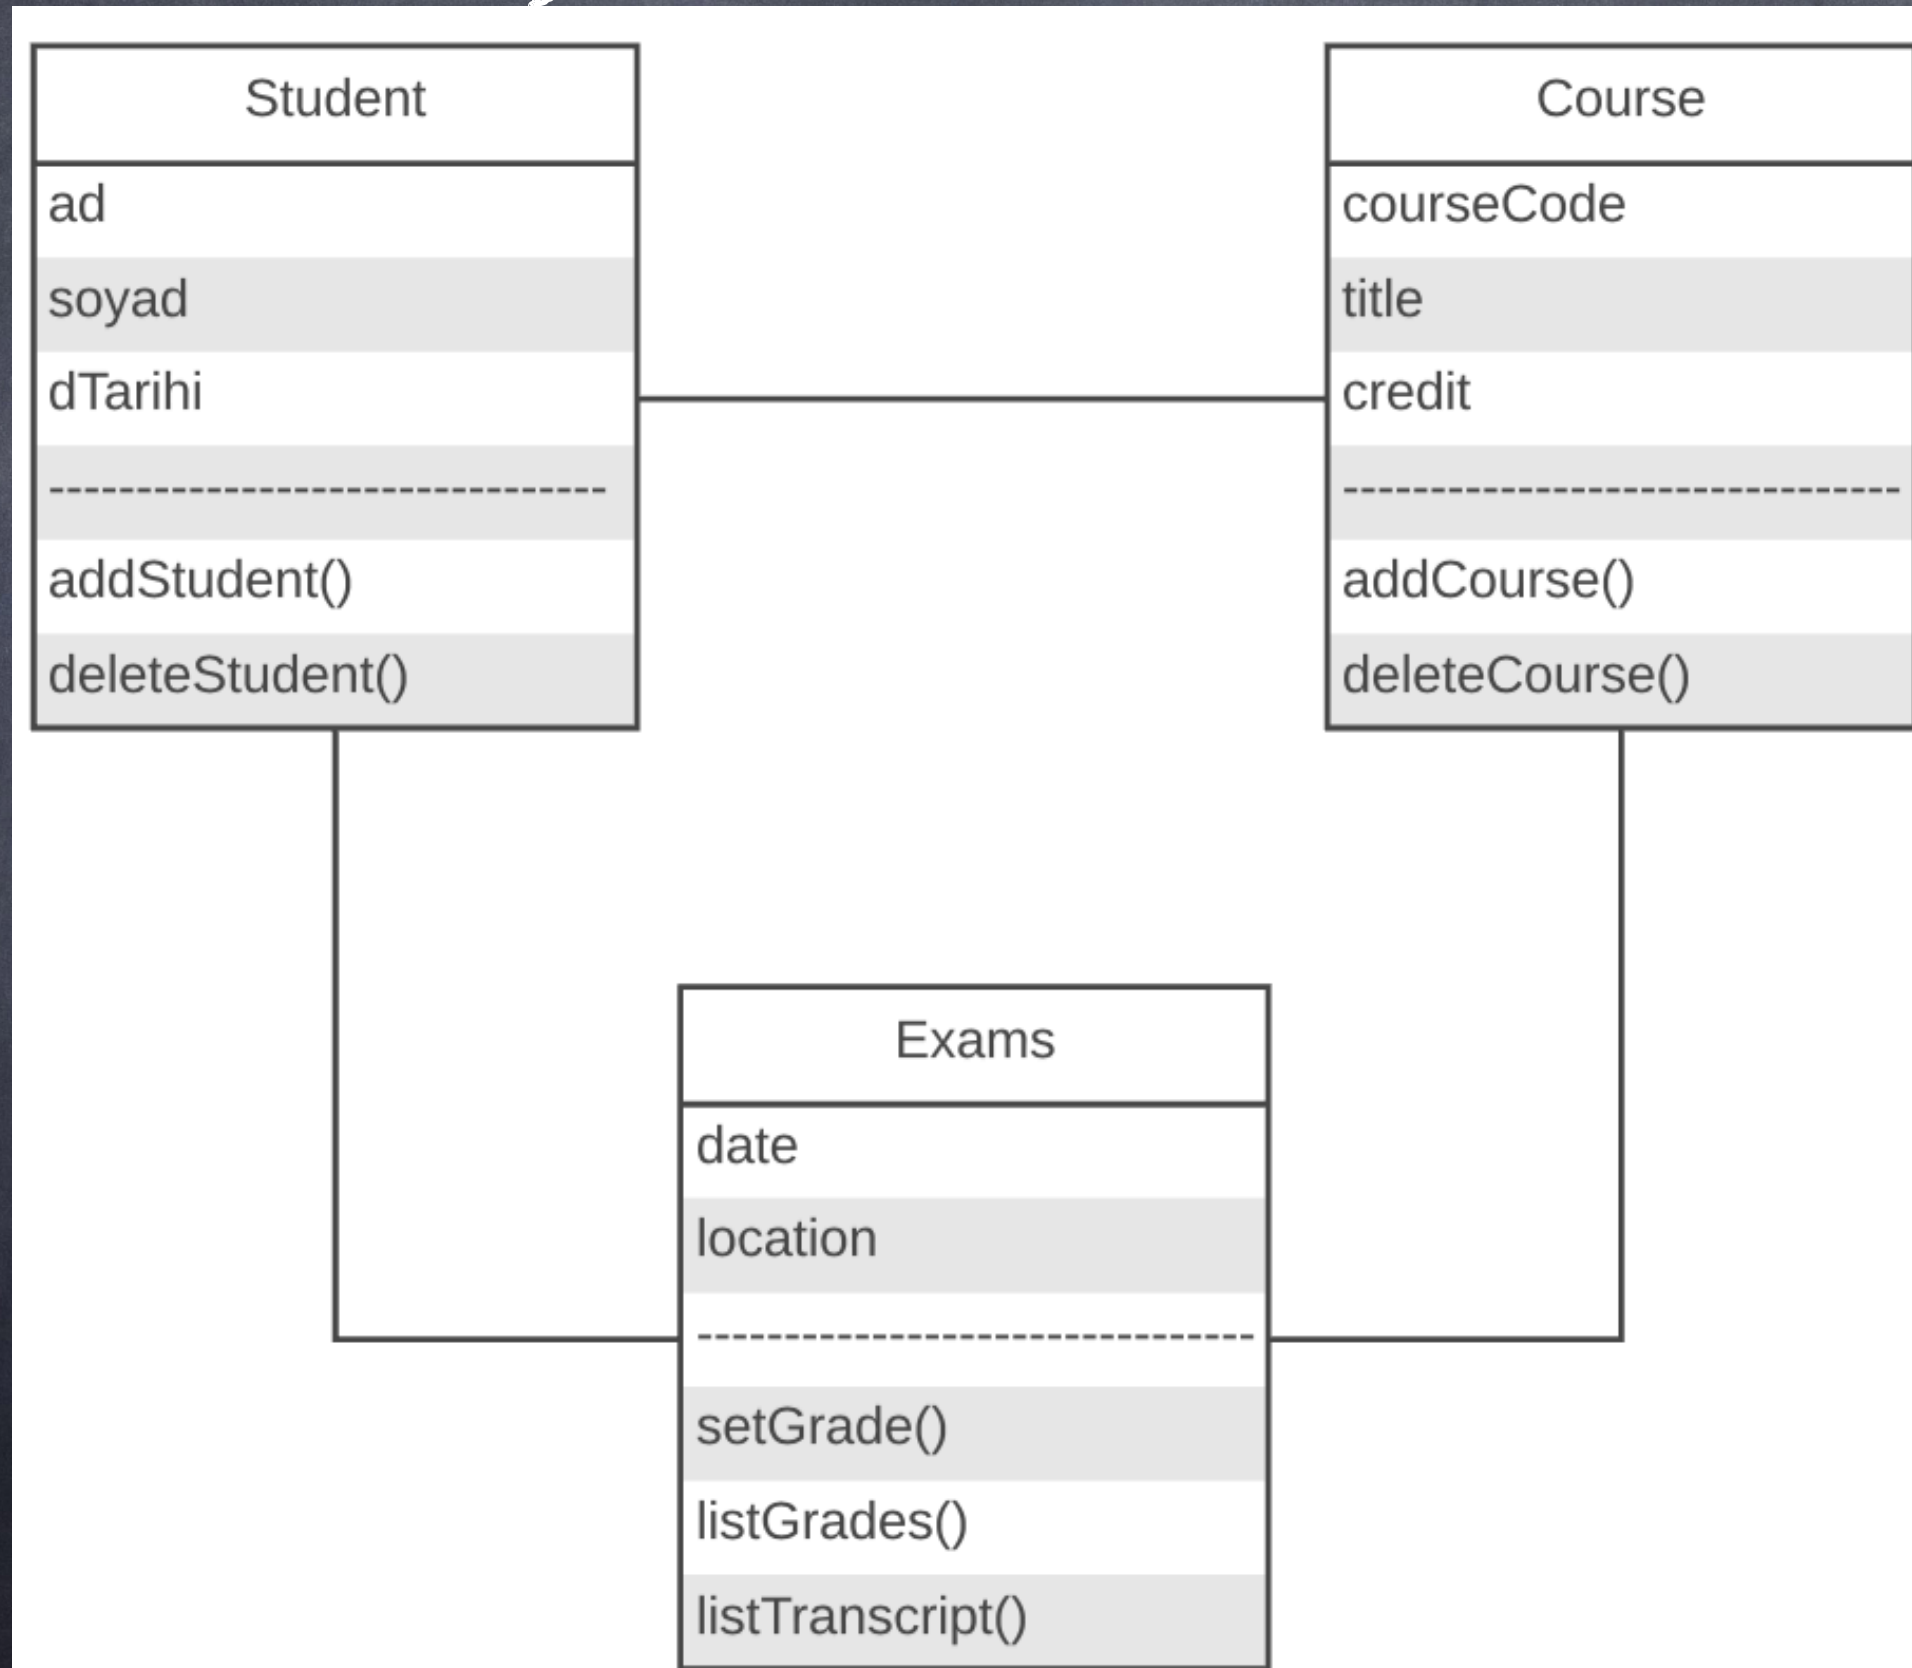 Student
ad
soyad
dTarihi
--------------------------------
addStudent()
deleteStudent()
Course
courseCode
title
credit
--------------------------------
addCourse()
deleteCourse()
Exams
date
location
--------------------------------
setGrade()
listGrades()
listTranscript()